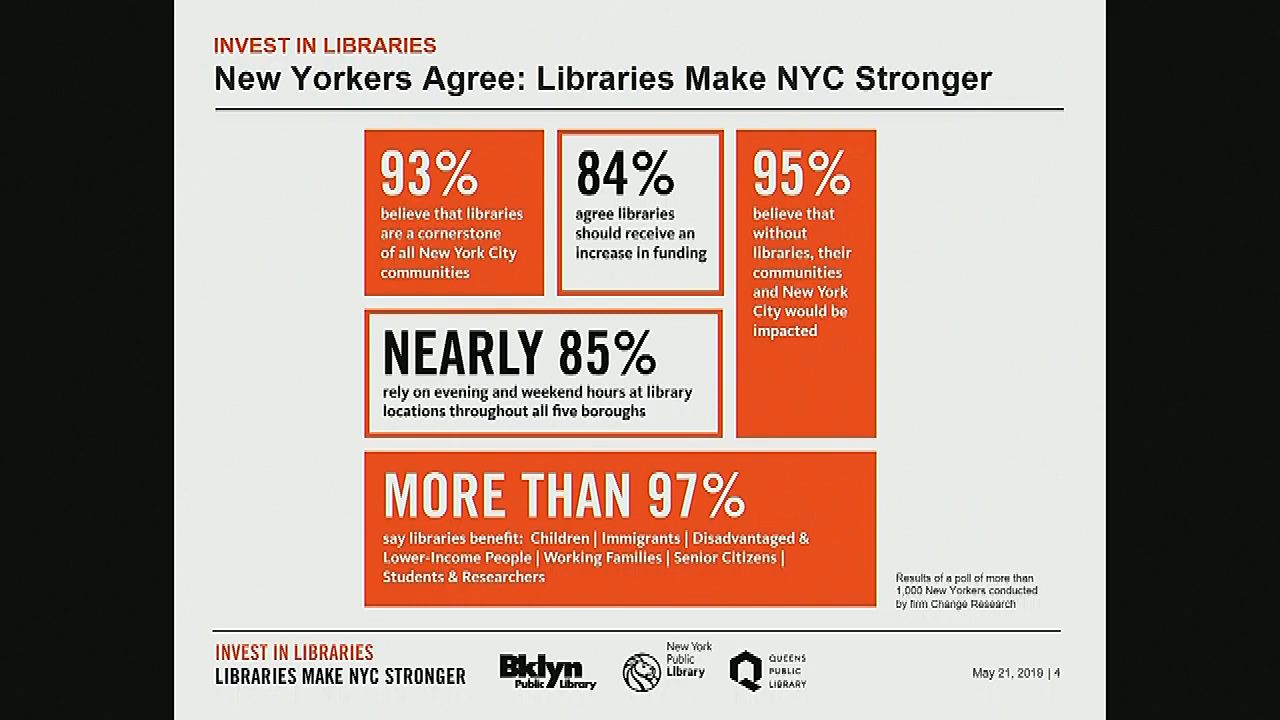 INVEST IN LIBRARIES
New Yorkers Agree: Libraries Make NYC Stronger
93%
believe that libraries
are a cornerstone
of all New York City
communities
84%
agree libraries
should receive an
increase in funding
95%
believe that
without
libraries, their
communities
and New York
City would be
impacted
NEARLY 85%
rely on evening and weekend hours at library
locations throughout all five boroughs
MORE THAN 97%
say libraries benefit: Children | Immigrants | Disadvantaged &
Lower-Income People | Working Families | Senior Citizens |
Students & Researchers
Results of a poll of more than
1,000 New Yorkers conducted
by firm Change Research
INVEST IN LIBRARIES
LIBRARIES MAKE NYC STRONGER
Bklyn
Public Library
New York
Public
Library
QUEENS
PUBLIC
LIBRARY
May 21, 2019 | 4